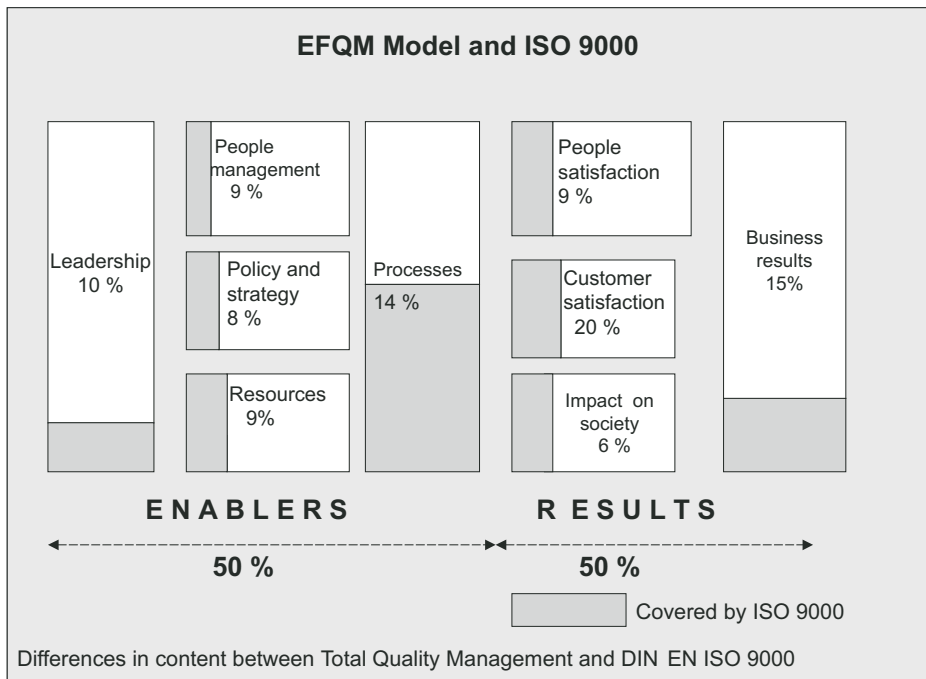 EFQM Model and ISO 9000
Leadership
10 %
People
management
9 %
Policy and
strategy
8 %
Resources
9%
Processes
14 %
People
satisfaction
9 %
Customer
satisfaction
20 %
Impact on
society
6 %
Business
results
15%
ENABLERS
RESULTS
50 %
50 %
Covered by ISO 9000
Differences in content between Total Quality Management and DIN EN ISO 9000